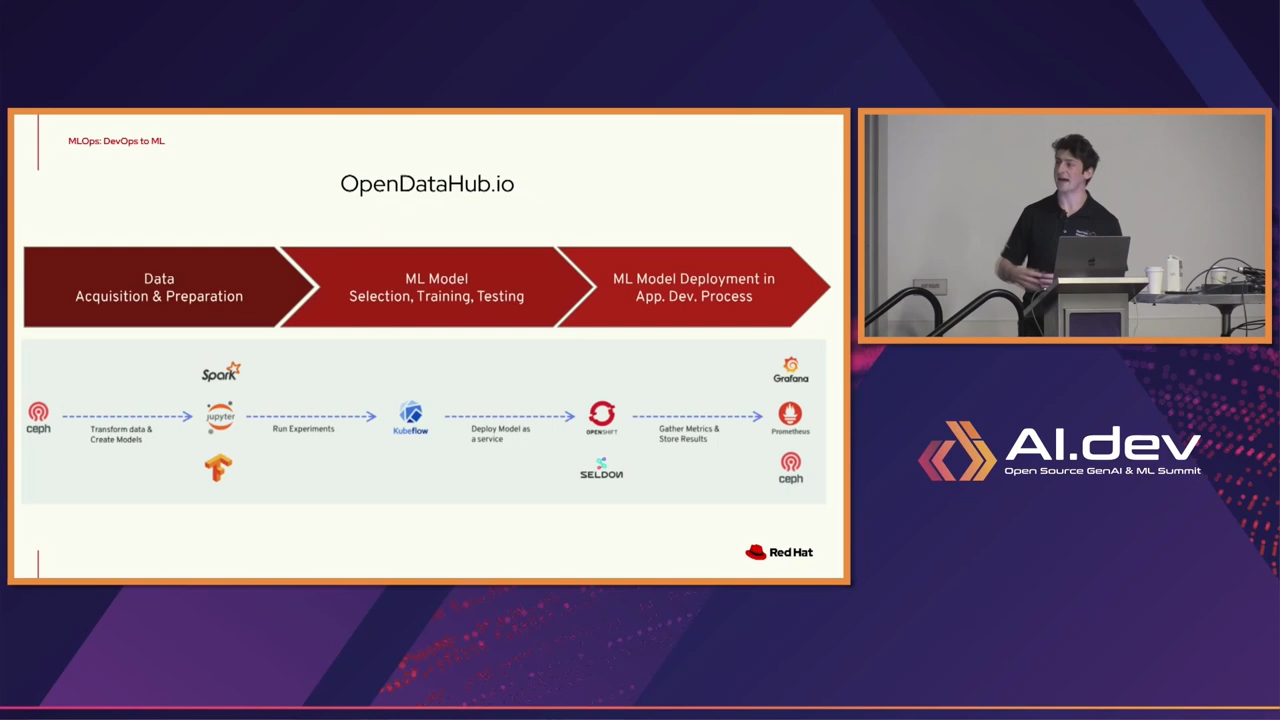 MLOps: DevOps to ML
OpenDataHub.io
Data
Acquisition & Preparation
ML Model
Selection, Training, Testing
ML Model Deployment in
App. Dev. Process
Spark
Grafana
ceph
Transform data &
Create Models
jupyter
Run Experiments
Kubeflow
Deploy Model as
a service
OPENSHIFT
Gather Metrics &
Store Results
Prometheus
SELDON
ceph
Red Hat
AI.dev
Open Source GenAI & ML Summit